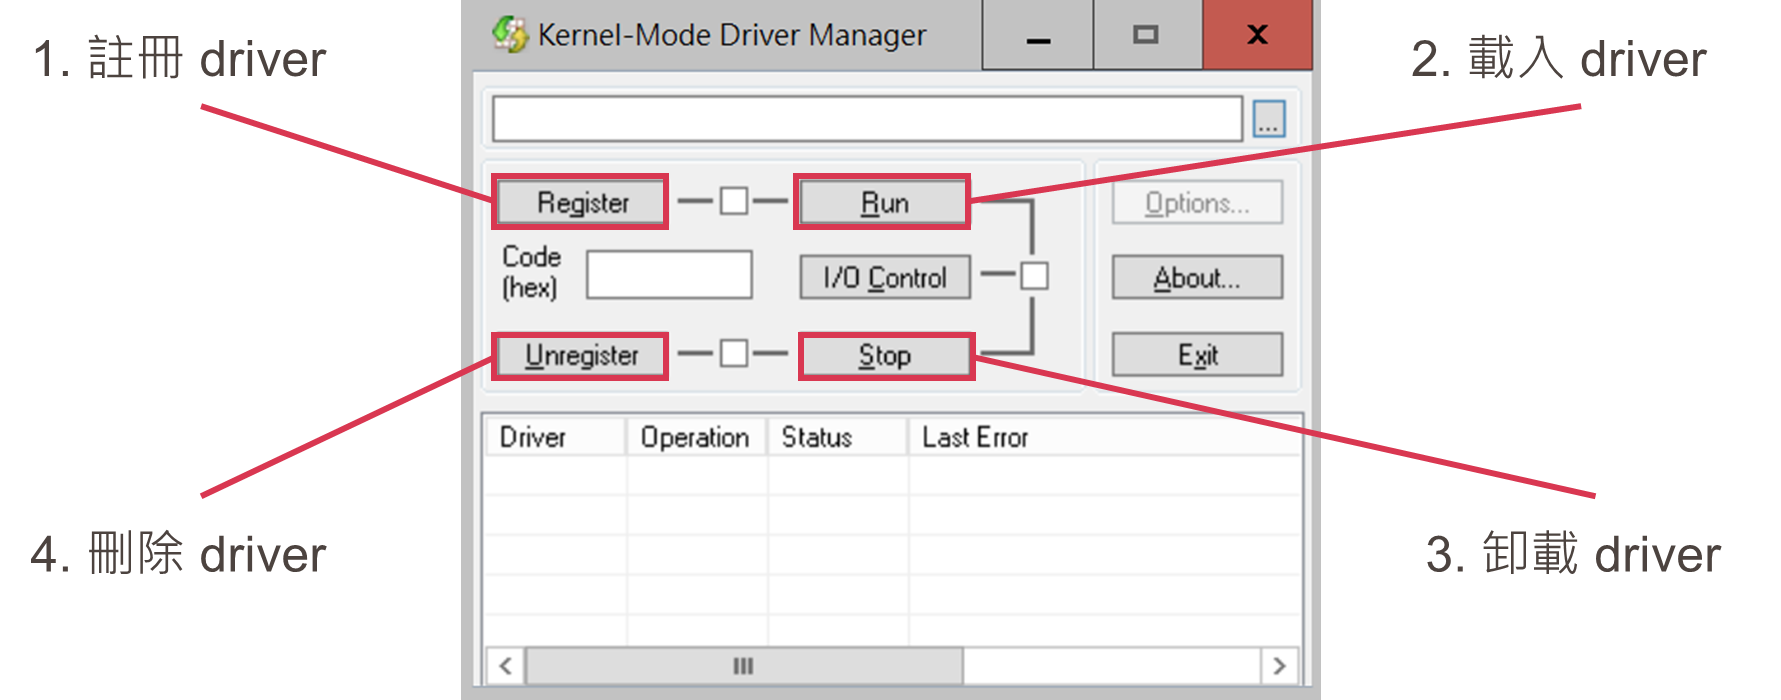 1. 註冊 driver
2. 載入 driver
Kernel-Mode Driver Manager
...
Register
Run
Options...
Code
(hex)
I/O Control
About...
Unregister
Stop
Exit
Driver Operation Status Last Error
4. 刪除 driver
3. 卸載 driver